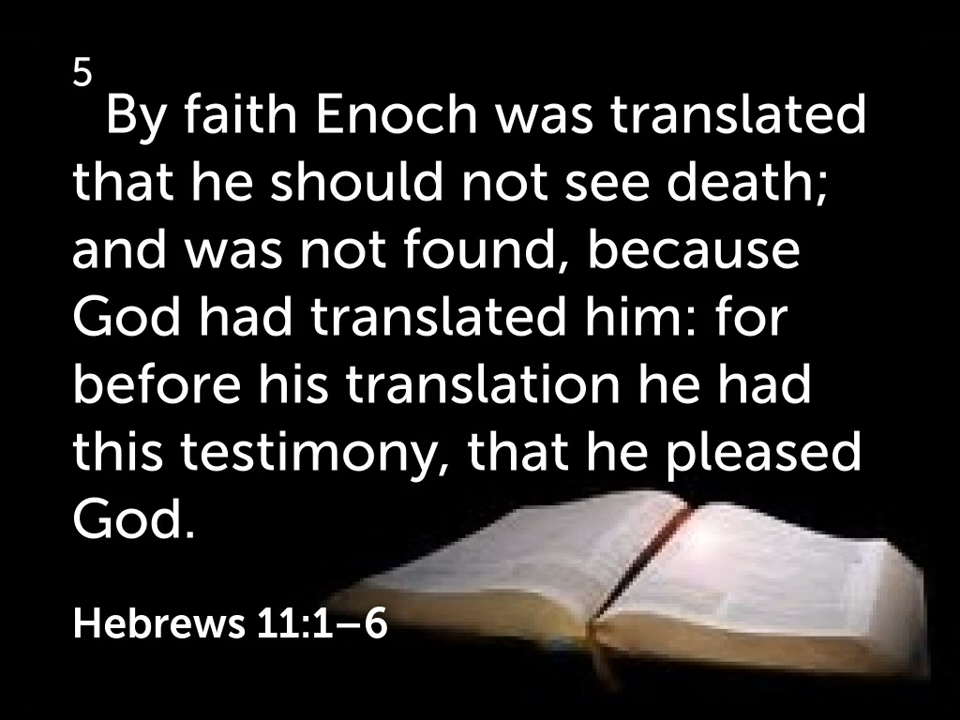 5
By faith Enoch was translated
that he should not see death;
and was not found, because
God had translated him: for
before his translation he had
this testimony, that he pleased
God.
Hebrews 11:1–6